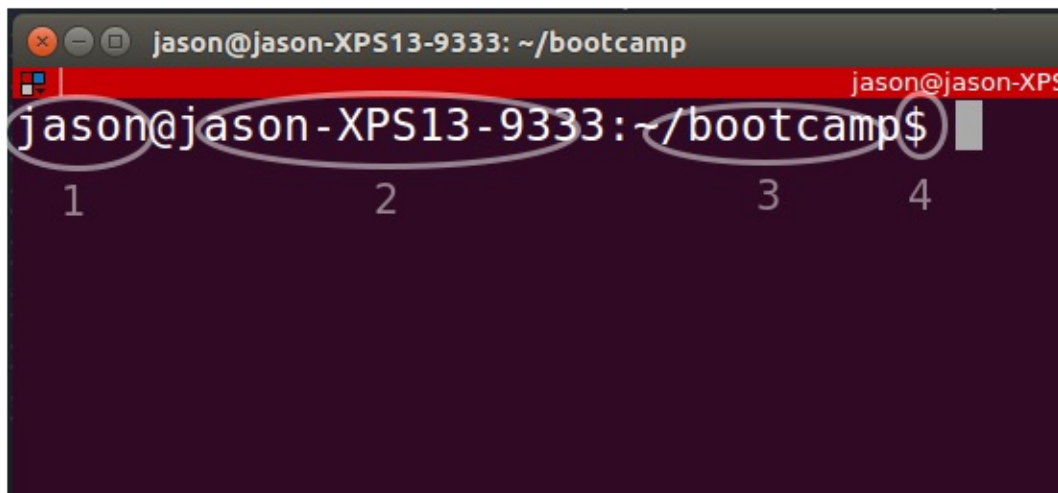 jason@jason-XPS13-9333: ~/bootcamp
jason@jason-XPS
jason@jason-XPS13-9333:~/bootcamp$
1 2 3 4